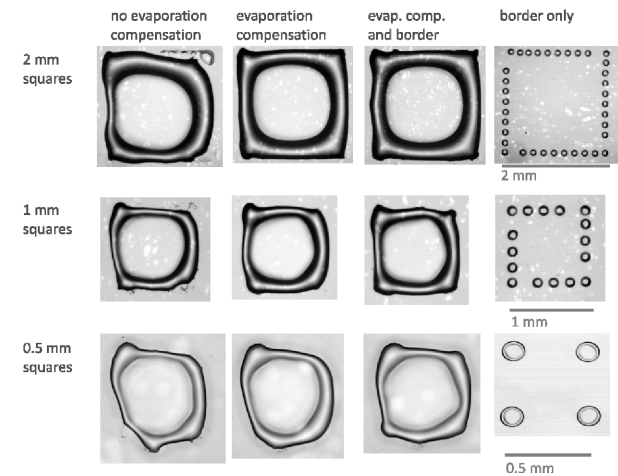 no evaporation
compensation
evaporation
compensation
evap. comp.
and border
border only
2 mm
squares
2 mm
1 mm
squares
1 mm
0.5 mm
squares
0.5 mm